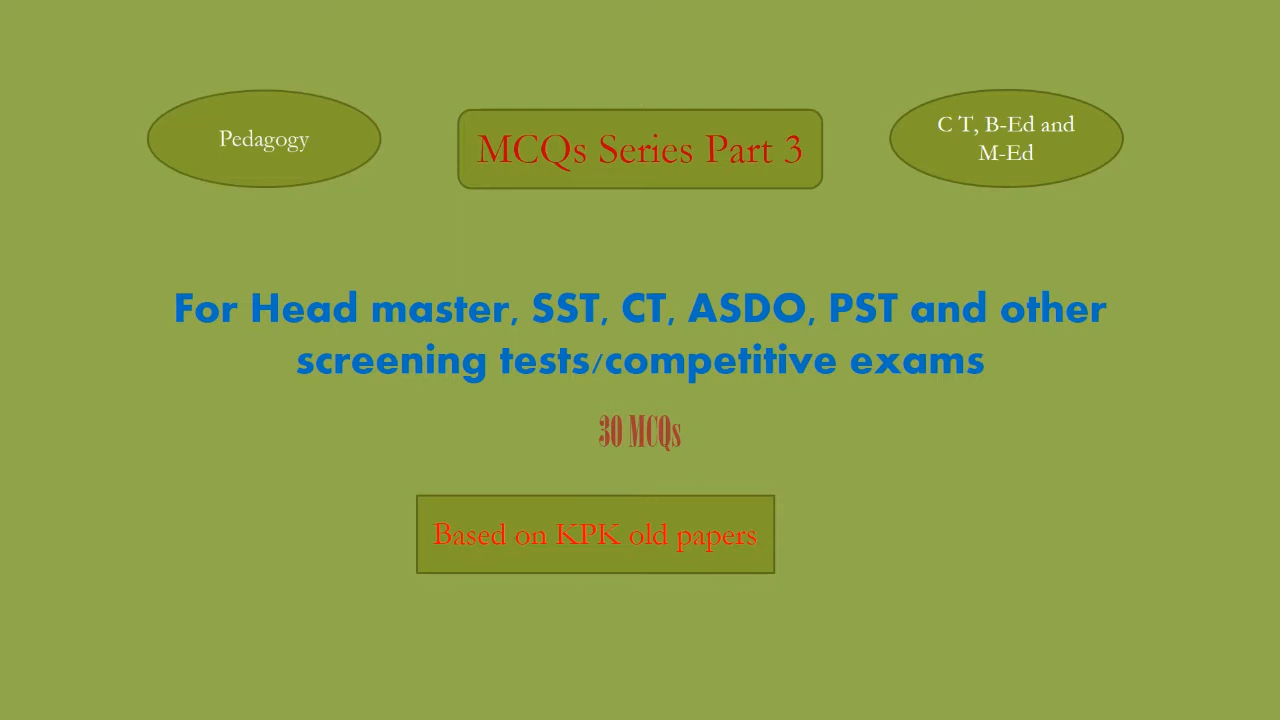 Pedagogy
MCQs Series Part 3
C T, B-Ed and
M-Ed
For Head master, SST, CT, ASDO, PST and other
screening tests/competitive exams
30 MCQs
Based on KPK old papers